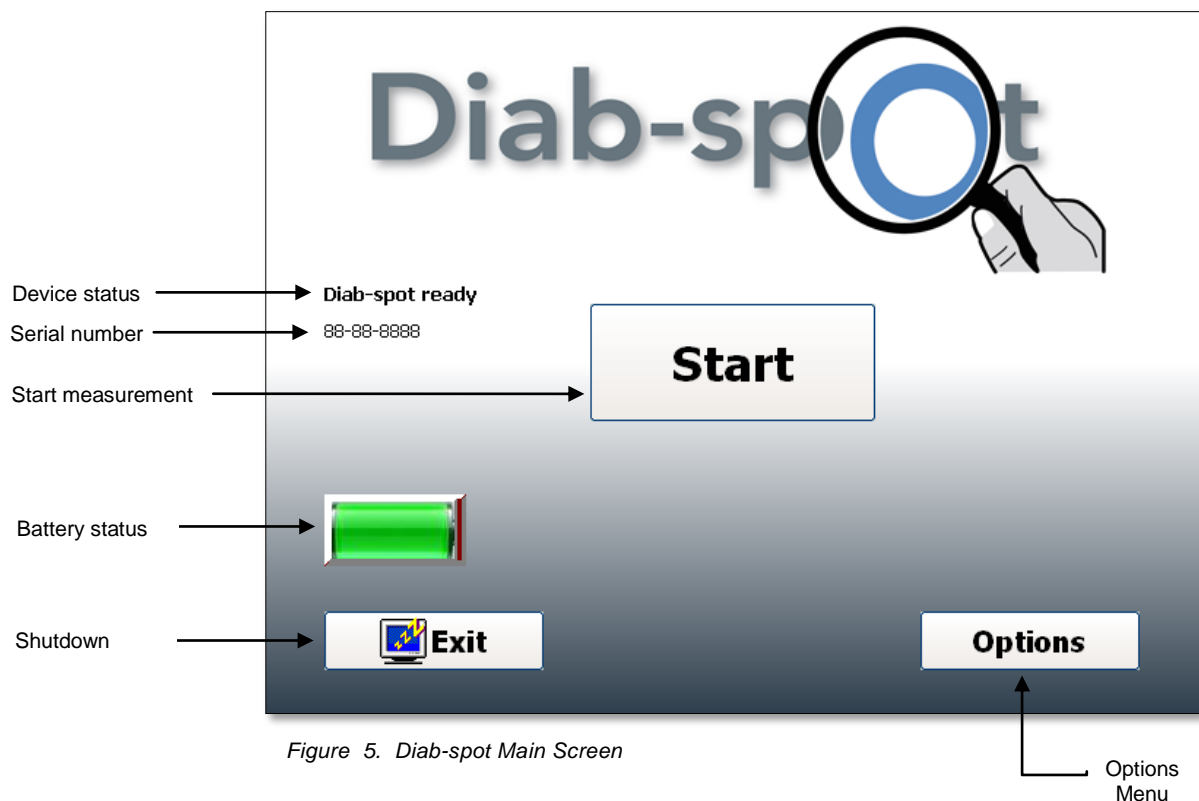 Diab-spot
Device status
Diab-spot ready
Serial number
88-88-8888
Start
Start measurement
Battery status
Shutdown
Exit
Options
Figure 5. Diab-spot Main Screen
Options
Menu